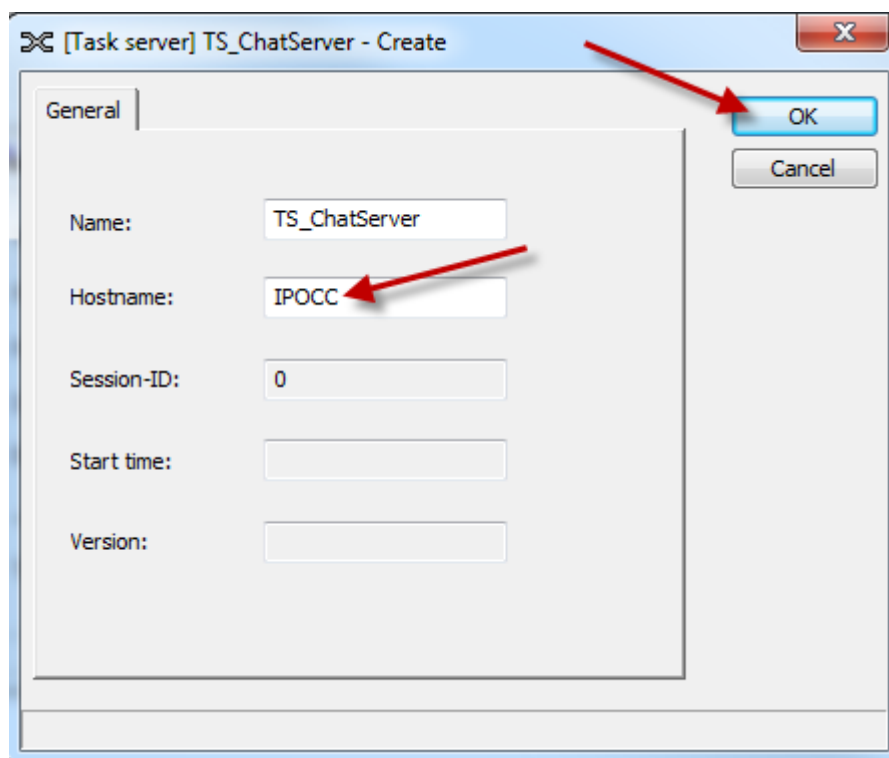 [Task server] TS_ChatServer - Create
General
OK
Cancel
Name: TS_ChatServer
Hostname: IPOCC
Session-ID: 0
Start time:
Version: